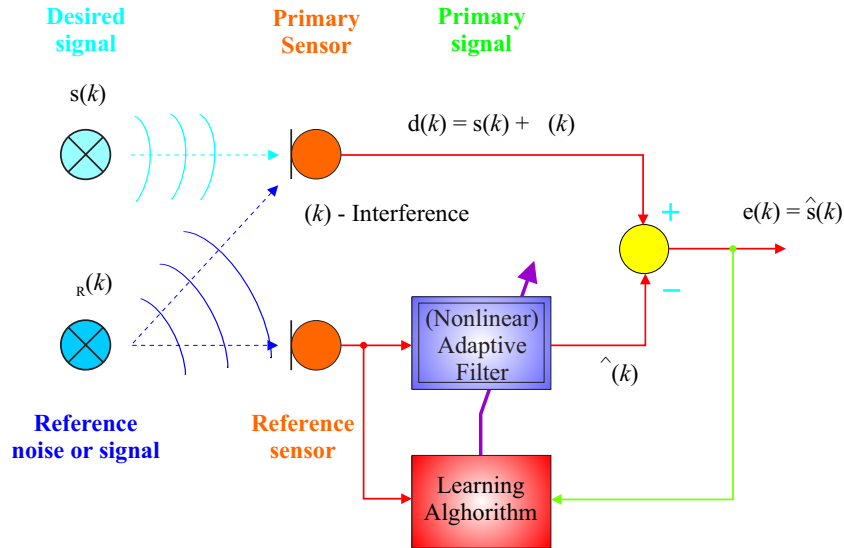 Desired
signal
Primary
Sensor
Primary
signal
s(k)
d(k) = s(k) + (k)
(k) - Interference
+
e(k) = ŝ(k)
R(k)
−
(Nonlinear)
Adaptive
Filter
^(k)
Reference
noise or signal
Reference
sensor
Learning
Alghorithm